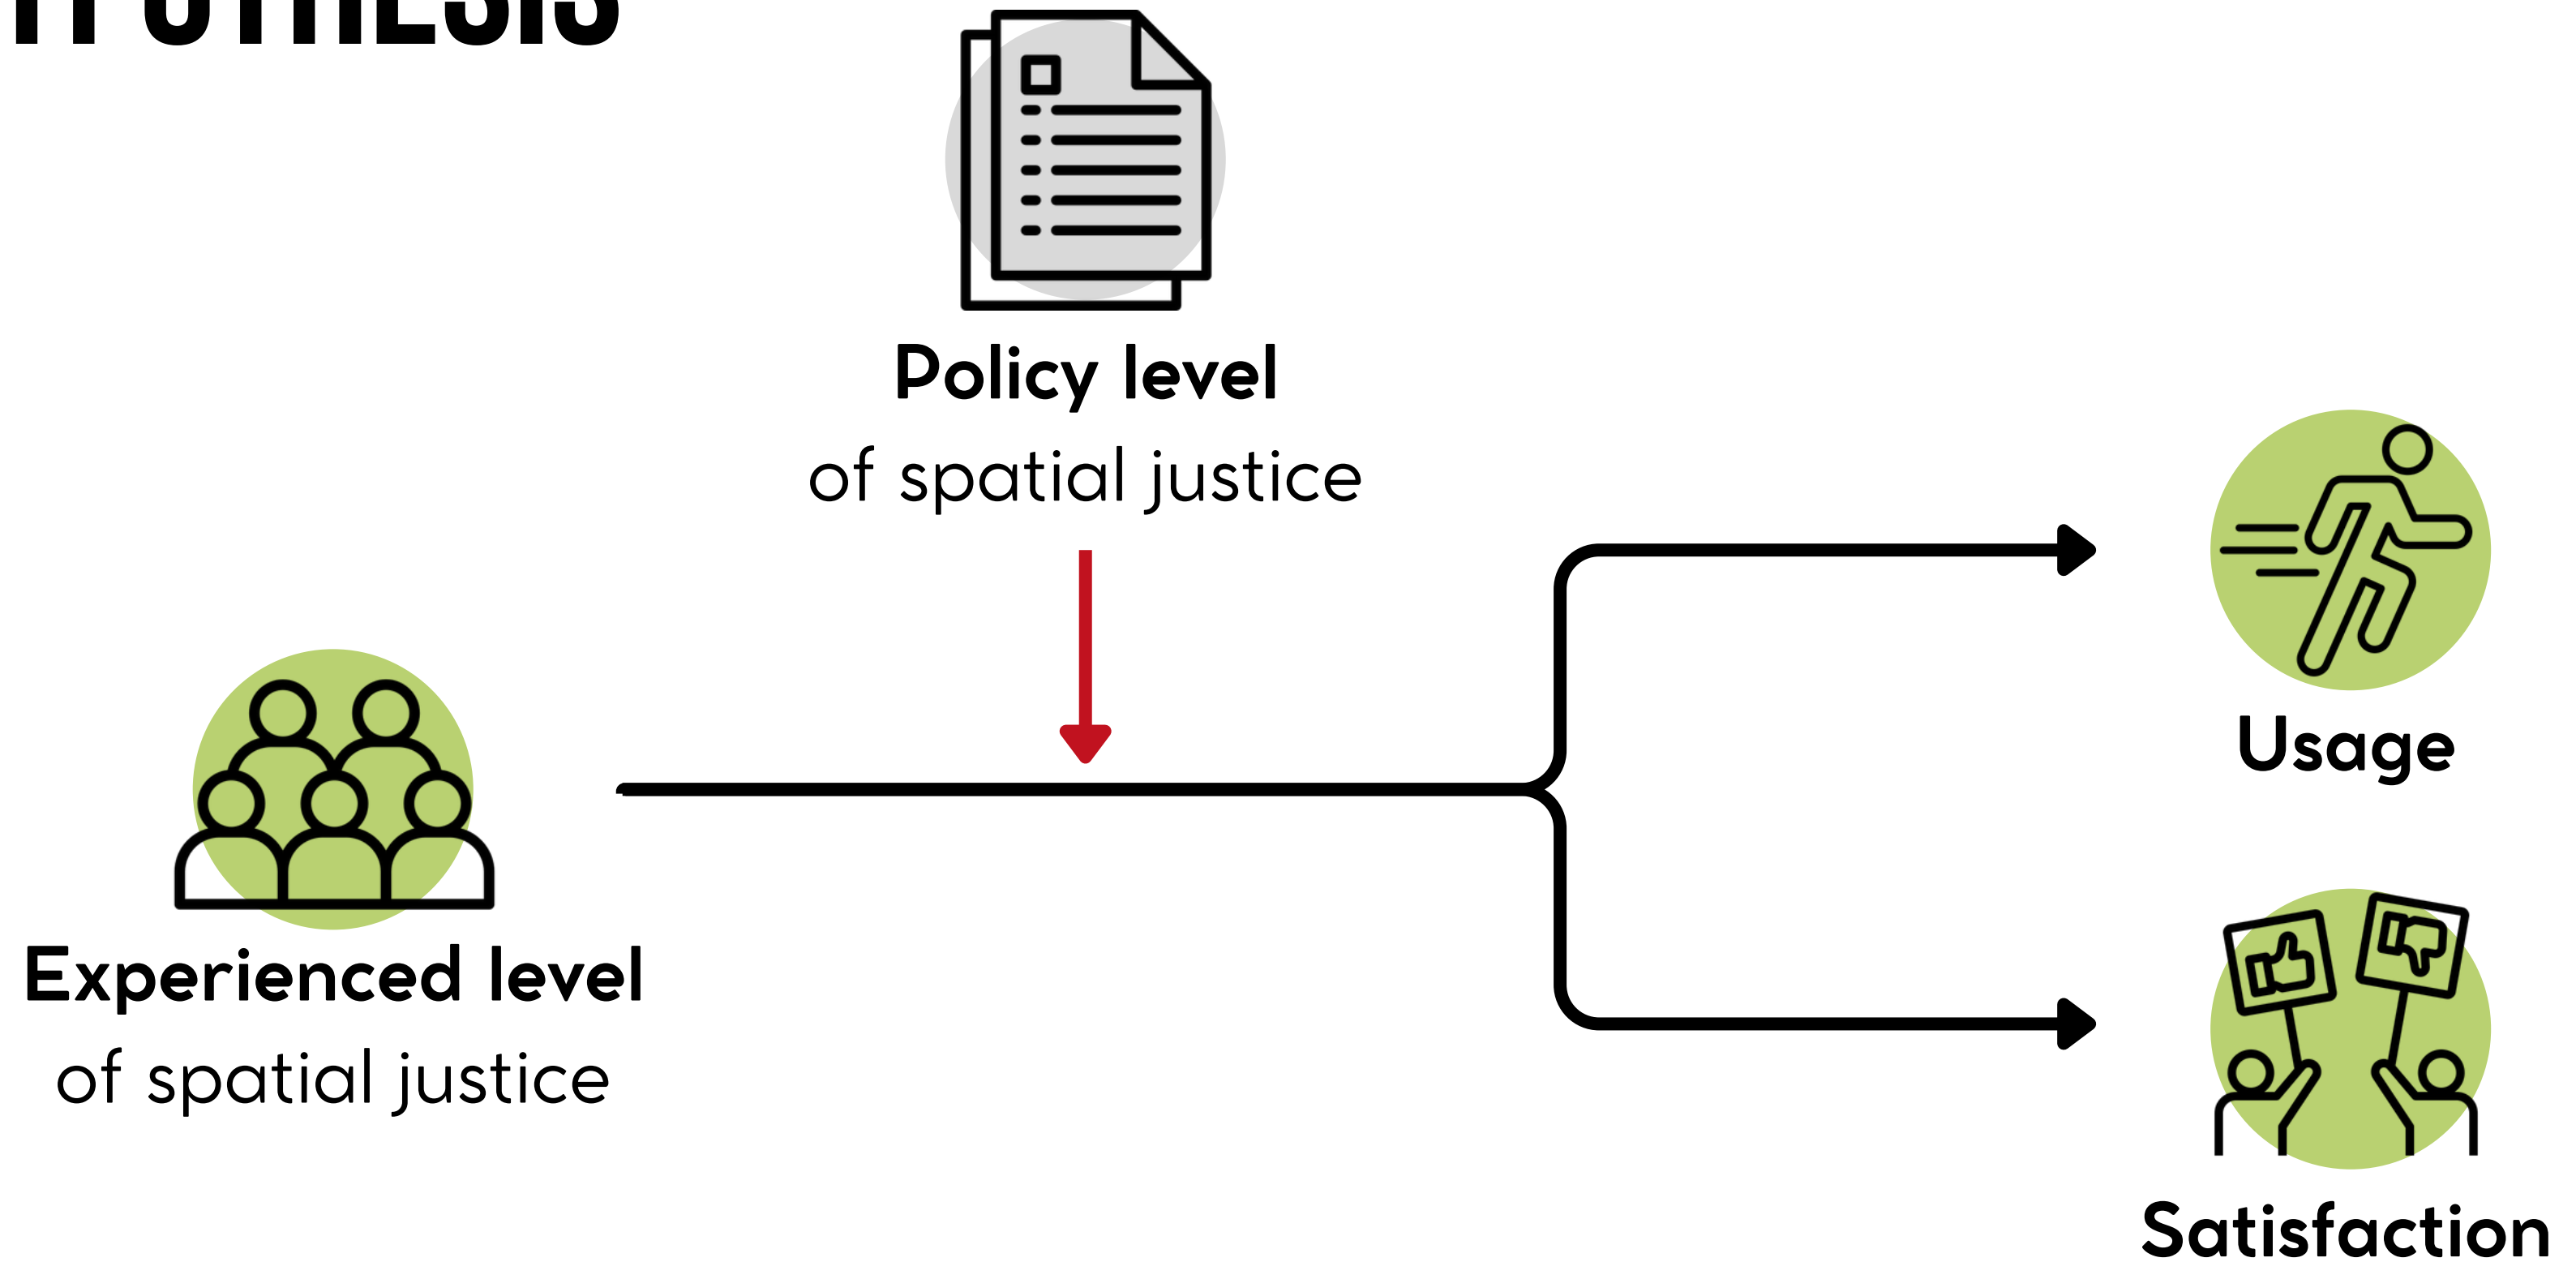 Policy level
of spatial justice
Usage
Experienced level
of spatial justice
Satisfaction